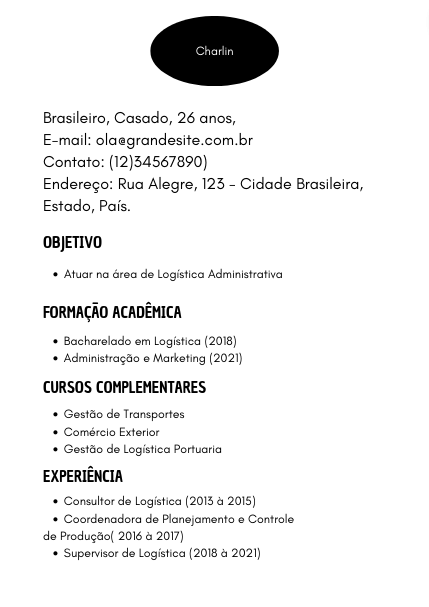 Charlin
Brasileiro, Casado, 26 anos,
E-mail: ola@grandesite.com.br
Contato: (12)34567890)
Endereço: Rua Alegre, 123 - Cidade Brasileira,
Estado, País.
OBJETIVO
• Atuar na área de Logística Administrativa
FORMAÇÃO ACADÊMICA
• Bacharelado em Logística (2018)
• Administração e Marketing (2021)
CURSOS COMPLEMENTARES
• Gestão de Transportes
• Comércio Exterior
• Gestão de Logística Portuaria
EXPERIÊNCIA
• Consultor de Logística (2013 à 2015)
• Coordenadora de Planejamento e Controle
de Produção( 2016 à 2017)
• Supervisor de Logística (2018 à 2021)